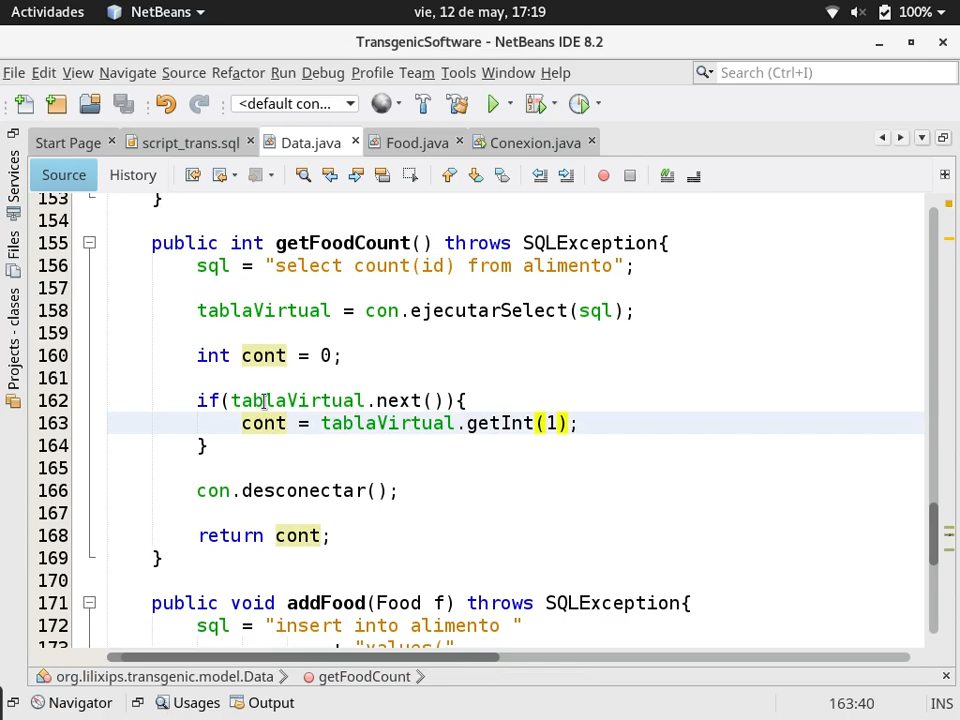 Actividades NetBeans vie, 12 de may, 17:19 100%
TransgenicSoftware - NetBeans IDE 8.2
File Edit View Navigate Source Refactor Run Debug Profile Team Tools Window Help Search (Ctrl+I)
<default con...
Start Page script_trans.sql Data.java Food.java Conexion.java
Source History
Services
Files
Projects - clases
153 }
154
155 public int getFoodCount() throws SQLException{
156 sql = "select count(id) from alimento";
157
158 tablaVirtual = con.ejecutarSelect(sql);
159
160 int cont = 0;
161
162 if(tablaVirtual.next()){
163 cont = tablaVirtual.getInt(1);
164 }
165
166 con.desconectar();
167
168 return cont;
169 }
170
171 public void addFood(Food f) throws SQLException{
172 sql = "insert into alimento "
173 + "values("
org.lilixips.transgenic.model.Data getFoodCount
Navigator Usages Output 163:40 INS